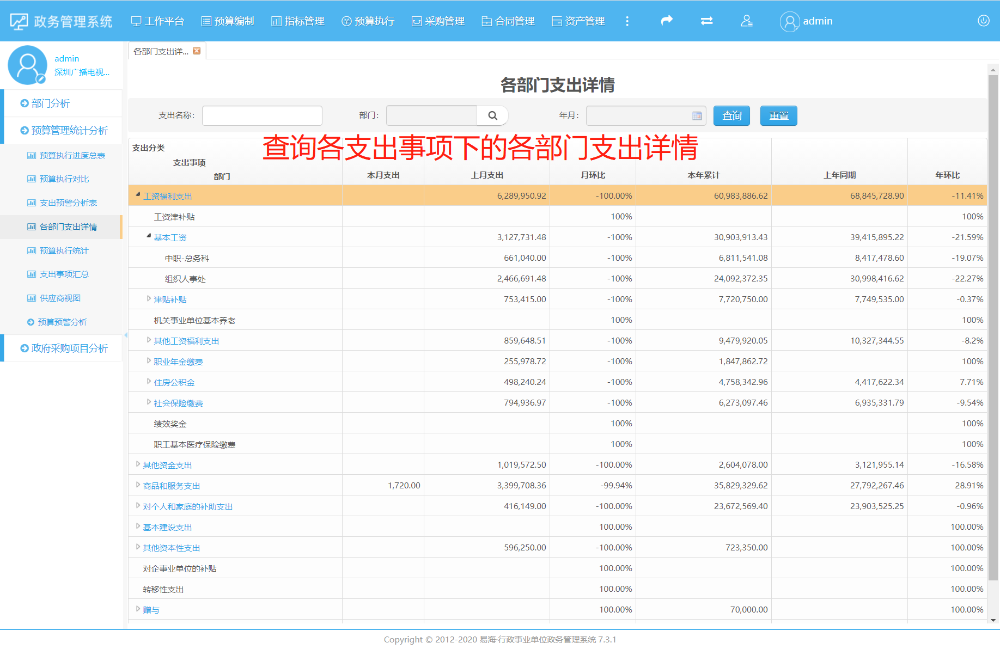 政务管理系统 工作平台 预算编制 指标管理 预算执行 采购管理 合同管理 资产管理 admin
admin
深圳广播电视...
部门分析
预算管理统计分析
预算执行进度总表
预算执行对比
支出预警分析表
各部门支出详情
预算执行统计
支出事项汇总
供应商视图
预算预警分析
政府采购项目分析
各部门支出详...
各部门支出详情
支出名称: 部门: 年月: 查询 重置
查询各支出事项下的各部门支出详情
支出分类
支出事项
部门 本月支出 上月支出 月环比 本年累计 上年同期 年环比
工资福利支出 6,289,950.92 -100.00% 60,983,886.62 68,845,728.90 -11.41%
工资津补贴 100% 100%
基本工资 3,127,731.48 -100% 30,903,913.43 39,415,895.22 -21.59%
中职-总务科 661,040.00 -100% 6,811,541.08 8,417,478.60 -19.07%
组织人事处 2,466,691.48 -100% 24,092,372.35 30,998,416.62 -22.27%
津贴补贴 753,415.00 -100% 7,720,750.00 7,749,535.00 -0.37%
机关事业单位基本养老 100% 100%
其他工资福利支出 859,648.51 -100% 9,479,920.05 10,327,344.55 -8.2%
职业年金缴费 255,978.72 -100% 1,847,862.72 100%
住房公积金 498,240.24 -100% 4,758,342.96 4,417,622.34 7.71%
社会保险缴费 794,936.97 -100% 6,273,097.46 6,935,331.79 -9.54%
绩效奖金 100% 100%
职工基本医疗保险缴费 100% 100%
其他资金支出 1,019,572.50 -100.00% 2,604,078.00 3,121,955.14 -16.58%
商品和服务支出 1,720.00 3,399,708.36 -99.94% 35,829,329.62 27,792,267.46 28.91%
对个人和家庭的补助支出 416,149.00 -100.00% 23,672,569.40 23,903,525.25 -0.96%
基本建设支出 100.00% 100.00%
其他资本性支出 596,250.00 -100.00% 723,350.00 100.00%
对企事业单位的补贴 100.00% 100.00%
转移性支出 100.00% 100.00%
赠与 100.00% 70,000.00 100.00%
Copyright © 2012-2020 易海·行政事业单位政务管理系统 7.3.1